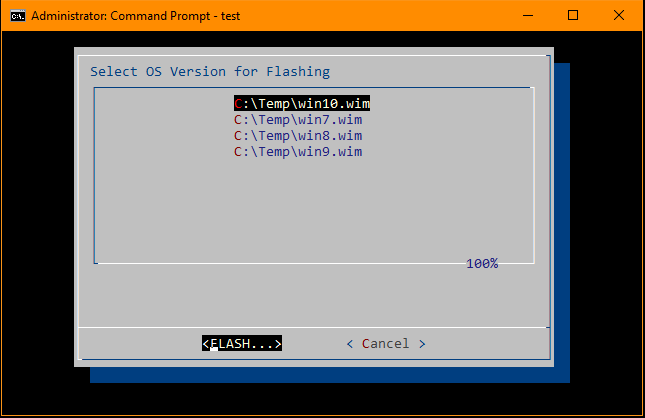 Administrator: Command Prompt - test
Select OS Version for Flashing
C:\Temp\win10.wim
C:\Temp\win7.wim
C:\Temp\win8.wim
C:\Temp\win9.wim
100%
<FLASH...> < Cancel >